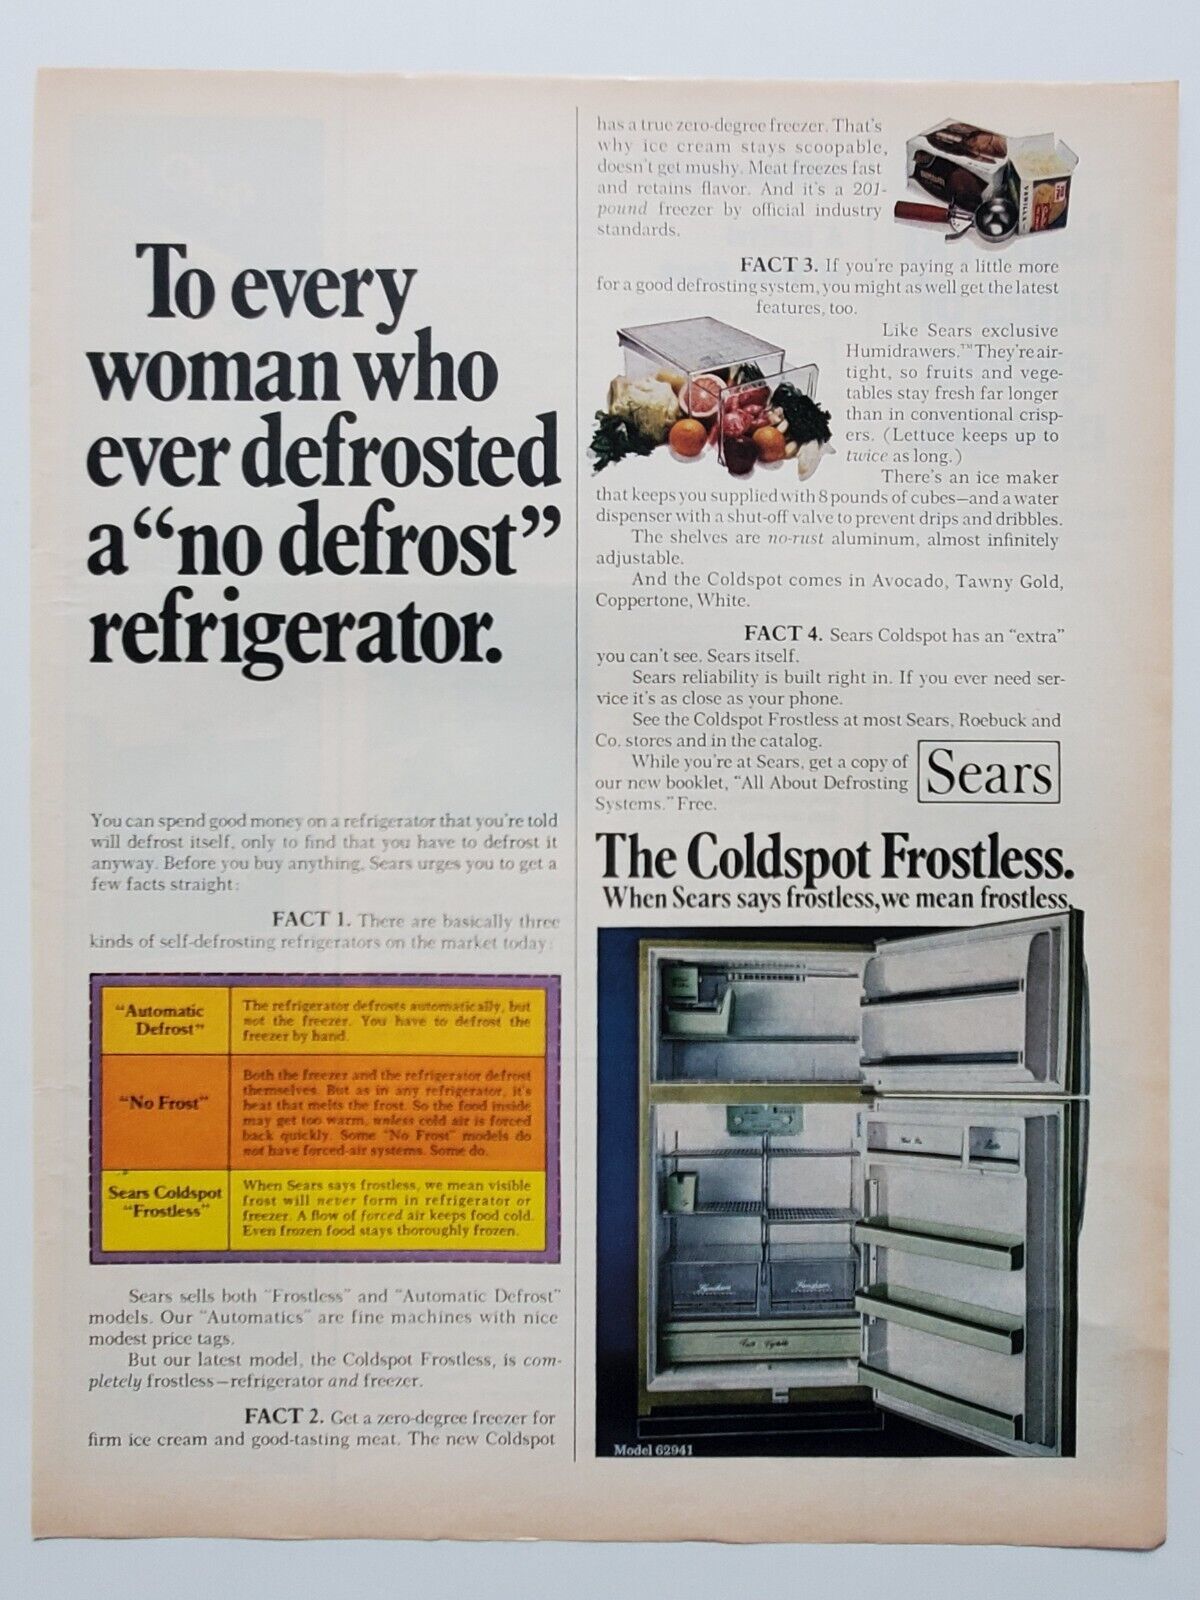 To every
woman who
ever defrosted
a “no defrost”
refrigerator.
You can spend good money on a refrigerator that you're told
will defrost itself, only to find that you have to defrost it
anyway. Before you buy anything, Sears urges you to get a
few facts straight:
FACT 1. There are basically three
kinds of self-defrosting refrigerators on the market today:
“Automatic
Defrost”
The refrigerator defrosts automatically, but
not the freezer. You have to defrost the
freezer by hand.
“No Frost”
Both the freezer and the refrigerator defrost
themselves. But as in any refrigerator, it's
heat that melts the frost. So the food inside
may get too warm, unless cold air is forced
back quickly. Some “No Frost” models do
not have forced-air systems. Some do.
Sears Coldspot
“Frostless”
When Sears says frostless, we mean visible
frost will never form in refrigerator or
freezer. A flow of forced air keeps food cold.
Even frozen food stays thoroughly frozen.
Sears sells both “Frostless” and “Automatic Defrost”
models. Our “Automatics” are fine machines with nice
modest price tags.
But our latest model, the Coldspot Frostless, is com-
pletely frostless—refrigerator and freezer.
FACT 2. Get a zero-degree freezer for
firm ice cream and good-tasting meat. The new Coldspot
has a true zero-degree freezer. That's
why ice cream stays scoopable,
doesn't get mushy. Meat freezes fast
and retains flavor. And it's a 201-
pound freezer by official industry
standards.
VANILLA
FACT 3. If you're paying a little more
for a good defrosting system, you might as well get the latest
features, too.
Like Sears exclusive
Humidrawers.™ They're air-
tight, so fruits and vege-
tables stay fresh far longer
than in conventional crisp-
ers. (Lettuce keeps up to
twice as long.)
There's an ice maker
that keeps you supplied with 8 pounds of cubes—and a water
dispenser with a shut-off valve to prevent drips and dribbles.
The shelves are no-rust aluminum, almost infinitely
adjustable.
And the Coldspot comes in Avocado, Tawny Gold,
Coppertone, White.
FACT 4. Sears Coldspot has an “extra”
you can't see. Sears itself.
Sears reliability is built right in. If you ever need ser-
vice it's as close as your phone.
See the Coldspot Frostless at most Sears, Roebuck and
Co. stores and in the catalog.
While you're at Sears, get a copy of
our new booklet, “All About Defrosting
Systems.” Free.
Sears
The Coldspot Frostless.
When Sears says frostless, we mean frostless.
Model 62941